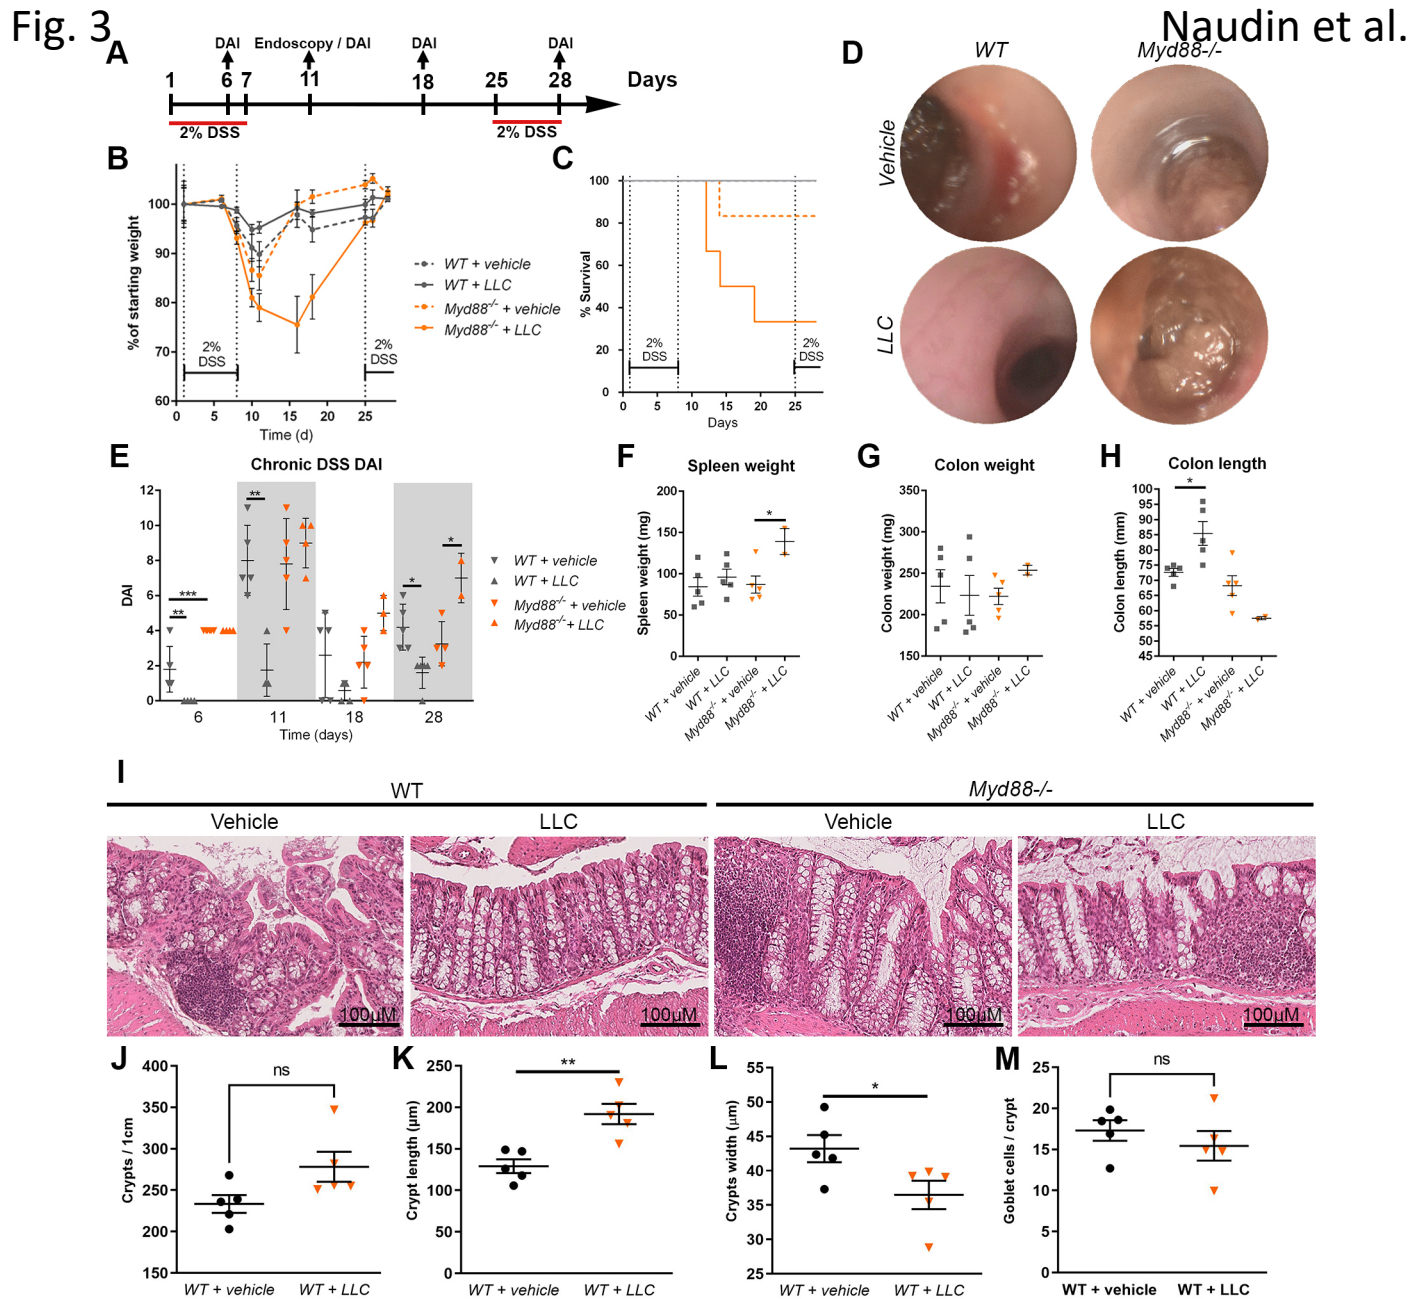 Fig. 3
Naudin et al.
A
DAI
Endoscopy / DAI
DAI
DAI
1
6
7
11
18
25
28
Days
2% DSS
2% DSS
B
%of starting weight
100
90
80
70
60
2%
DSS
2%
DSS
0
5
10
15
20
25
Time (d)
WT + vehicle
WT + LLC
Myd88-/- + vehicle
Myd88-/- + LLC
C
% Survival
100
80
60
40
20
0
2%
DSS
2%
DSS
0
5
10
15
20
25
Days
D
WT
Myd88-/-
Vehicle
LLC
E
Chronic DSS DAI
DAI
12
10
8
6
4
2
0
***
**
**
*
*
6
11
18
28
Time (days)
WT + vehicle
WT + LLC
Myd88-/- + vehicle
Myd88-/- + LLC
F
Spleen weight
Spleen weight (mg)
200
150
100
50
0
*
WT + vehicle
WT + LLC
Myd88-/- + vehicle
Myd88-/- + LLC
G
Colon weight
Colon weight (mg)
350
300
250
200
150
WT + vehicle
WT + LLC
Myd88-/- + vehicle
Myd88-/- + LLC
H
Colon length
Colon length (mm)
100
95
90
85
80
75
70
65
60
55
50
45
*
WT + vehicle
WT + LLC
Myd88-/- + vehicle
Myd88-/- + LLC
I
WT
Myd88-/-
Vehicle
LLC
Vehicle
LLC
100µM
100µM
100µM
100µM
J
Crypts / 1cm
400
350
300
250
200
150
ns
WT + vehicle
WT + LLC
K
Crypt length (µm)
250
200
150
100
50
0
**
WT + vehicle
WT + LLC
L
Crypts width (µm)
55
50
45
40
35
30
25
*
WT + vehicle
WT + LLC
M
Goblet cells / crypt
25
20
15
10
5
0
ns
WT + vehicle
WT + LLC